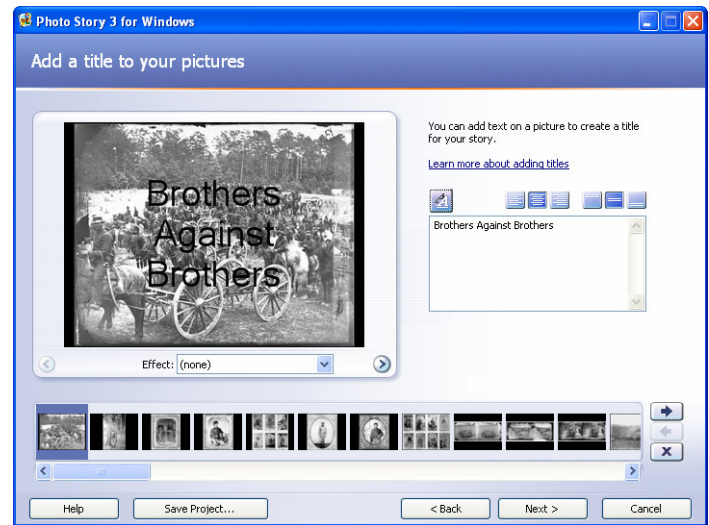 Photo Story 3 for Windows
Add a title to your pictures
You can add text on a picture to create a title
for your story.
Learn more about adding titles
Brothers
Against
Brothers
A
Brothers Against Brothers
Effect: (none)
Help
Save Project...
< Back
Next >
Cancel